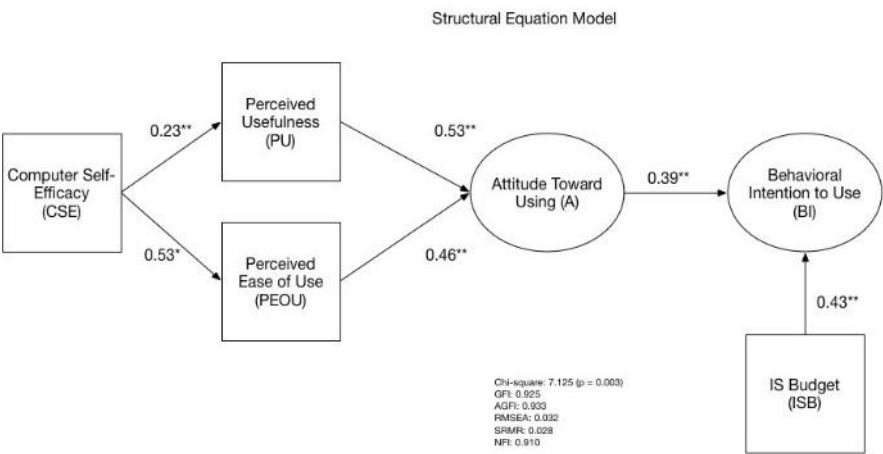 Structural Equation Model
Perceived
Usefulness
(PU)
0.23**
0.53**
Computer Self-
Efficacy
(CSE)
Attitude Toward
Using (A)
0.39**
Behavioral
Intention to Use
(BI)
0.53*
Perceived
Ease of Use
(PEOU)
0.46**
0.43**
IS Budget
(ISB)
Chi-square: 7.125 (p = 0.003)
GFI: 0.925
AGFI: 0.933
RMSEA: 0.032
SRMR: 0.028
NFI: 0.910